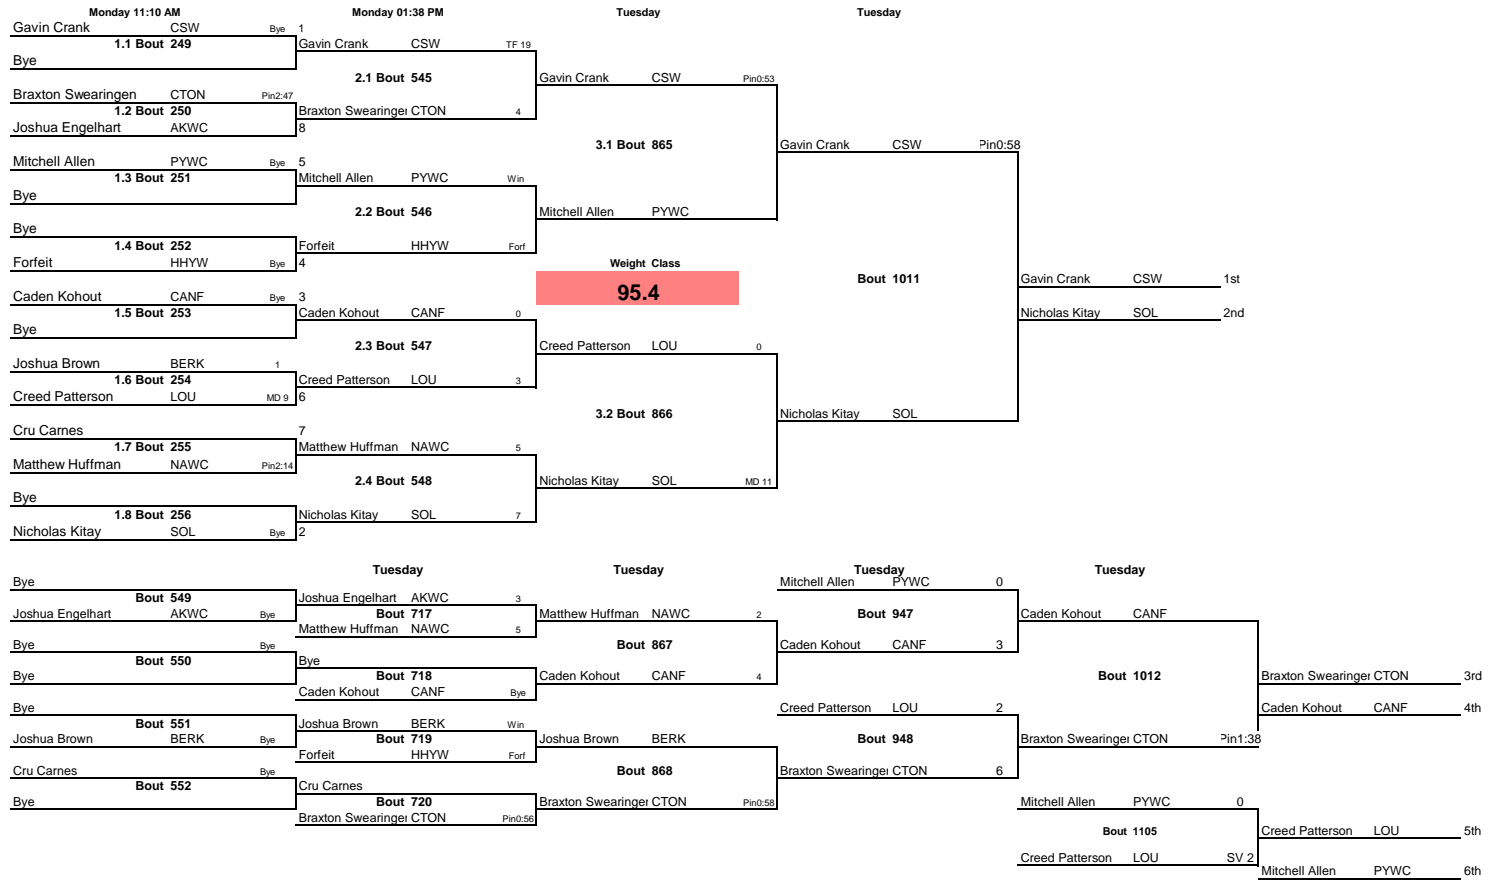 Monday 11:10 AM Monday 01:38 PM Tuesday Tuesday
Gavin Crank CSW Bye 1
1.1 Bout 249
Gavin Crank CSW TF 19
Bye
2.1 Bout 545
Gavin Crank CSW Pin0:53
Braxton Swearingen CTON Pin2:47
1.2 Bout 250
Braxton Swearinger CTON 4
Joshua Engelhart AKWC 8
3.1 Bout 865
Gavin Crank CSW Pin0:58
Mitchell Allen PYWC Bye 5
1.3 Bout 251
Mitchell Allen PYWC Win
Bye
2.2 Bout 546
Mitchell Allen PYWC
Bye
1.4 Bout 252
Forfeit HHYW Forf
Forfeit HHYW Bye 4
Weight Class
95.4
Bout 1011
Gavin Crank CSW 1st
Caden Kohout CANF Bye 3
1.5 Bout 253
Caden Kohout CANF 0
Nicholas Kitay SOL 2nd
Bye
2.3 Bout 547
Creed Patterson LOU 0
Joshua Brown BERK 1
1.6 Bout 254
Creed Patterson LOU 3
Creed Patterson LOU MD 9 6
3.2 Bout 866
Nicholas Kitay SOL
Cru Carnes 7
1.7 Bout 255
Matthew Huffman NAWC 5
Matthew Huffman NAWC Pin2:14
2.4 Bout 548
Nicholas Kitay SOL MD 11
Bye
1.8 Bout 256
Nicholas Kitay SOL 7
Nicholas Kitay SOL Bye 2
Tuesday Tuesday Tuesday Tuesday
Bye
Mitchell Allen PYWC 0
Bout 549
Joshua Engelhart AKWC 3
Joshua Engelhart AKWC Bye
Bout 717
Matthew Huffman NAWC 2
Bout 947
Caden Kohout CANF
Matthew Huffman NAWC 5
Bye Bye
Bout 867
Caden Kohout CANF 3
Bout 550
Bye
Bye
Bout 718
Caden Kohout CANF 4
Bout 1012
Braxton Swearinger CTON 3rd
Caden Kohout CANF Bye
Bye
Creed Patterson LOU 2
Caden Kohout CANF 4th
Bout 551
Joshua Brown BERK Win
Joshua Brown BERK Bye
Bout 719
Joshua Brown BERK
Bout 948
Braxton Swearinger CTON Pin1:38
Forfeit HHYW Forf
Cru Carnes Bye
Bout 868
Braxton Swearinger CTON 6
Bout 552
Cru Carnes
Bye
Bout 720
Braxton Swearinger CTON Pin0:58
Mitchell Allen PYWC 0
Braxton Swearinger CTON Pin0:56
Bout 1105
Creed Patterson LOU 5th
Creed Patterson LOU SV 2
Mitchell Allen PYWC 6th